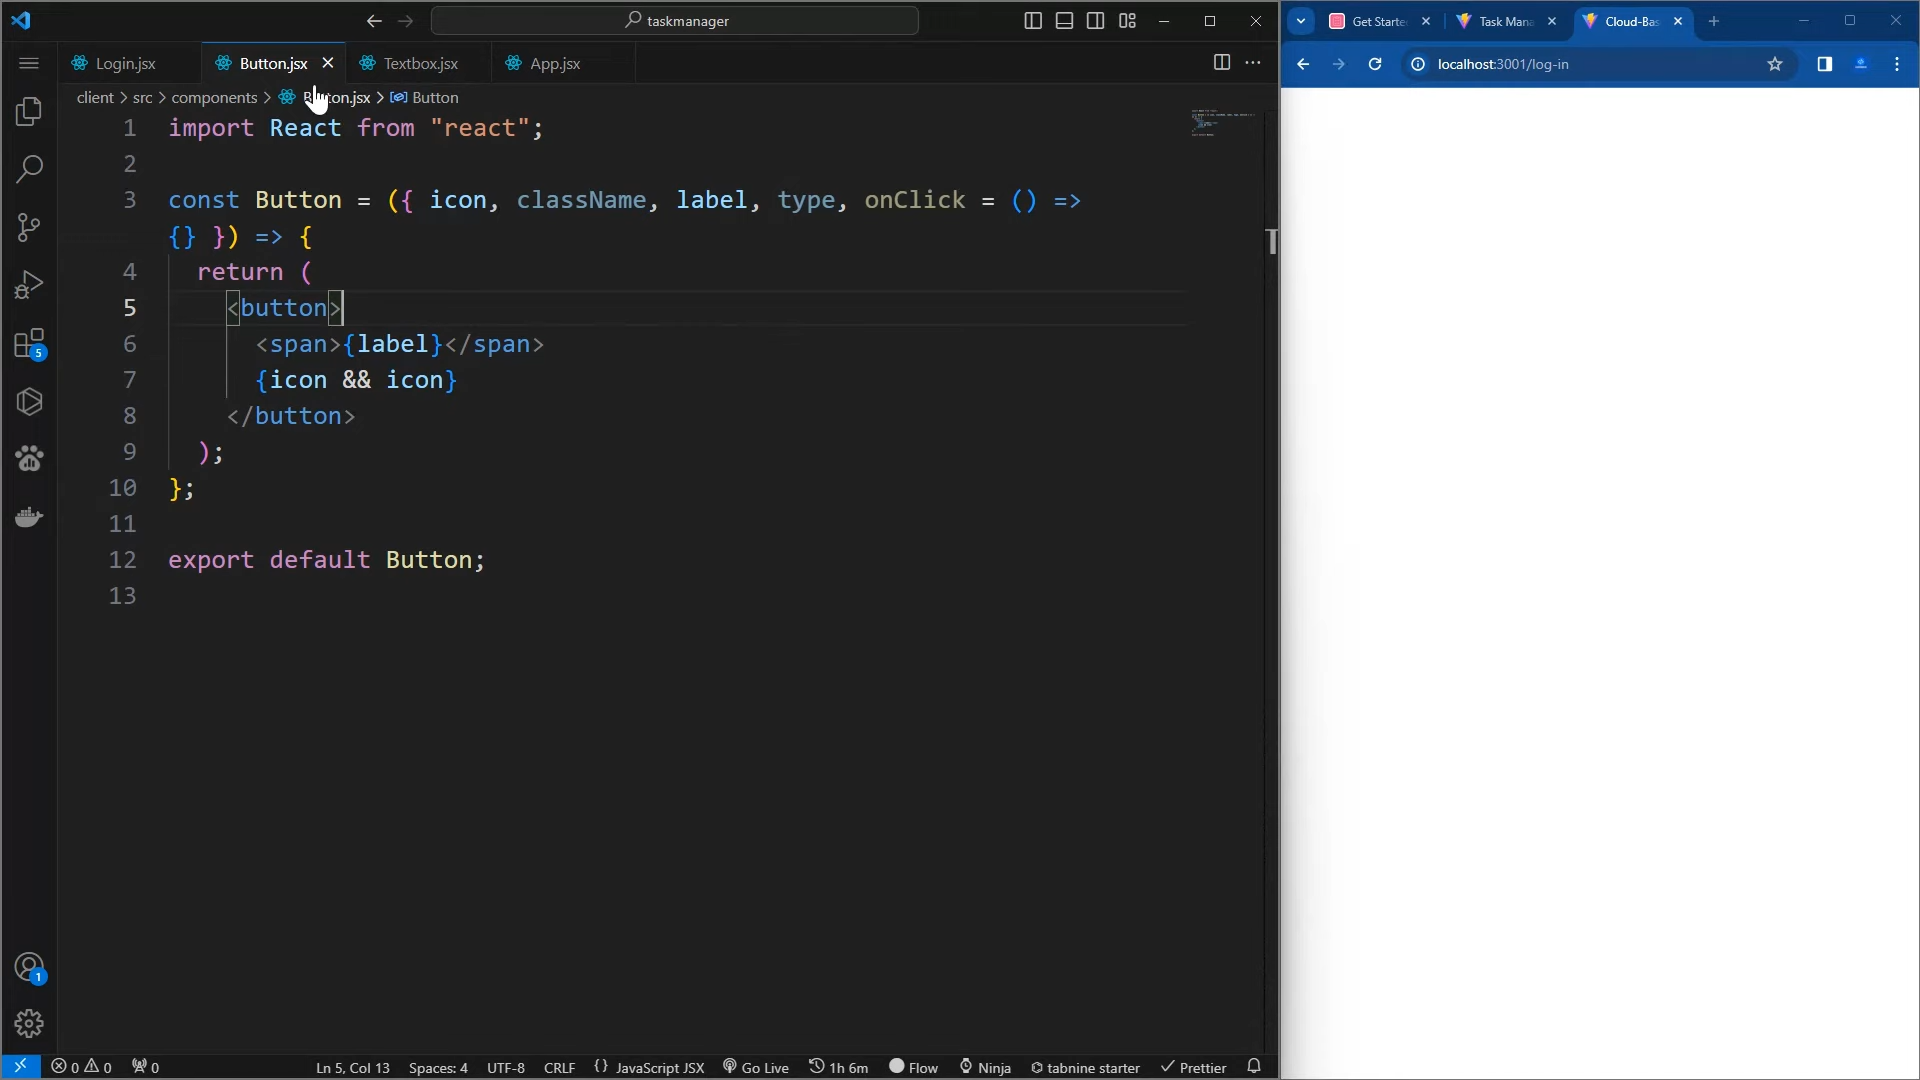 taskmanager
Login.jsx
Button.jsx
Textbox.jsx
App.jsx
client > src > components > Button.jsx > Button
1 import React from "react";
2
3 const Button = ({ icon, className, label, type, onClick = () =>
{} }) => {
4 return (
5 <button>
6 <span>{label}</span>
7 {icon && icon}
8 </button>
9 );
10 };
11
12 export default Button;
13
5
1
0 0 0 Ln 5, Col 13 Spaces: 4 UTF-8 CRLF {} JavaScript JSX Go Live 1h 6m Flow Ninja tabnine starter Prettier
Get Starte
Task Mana
Cloud-Bas
localhost:3001/log-in